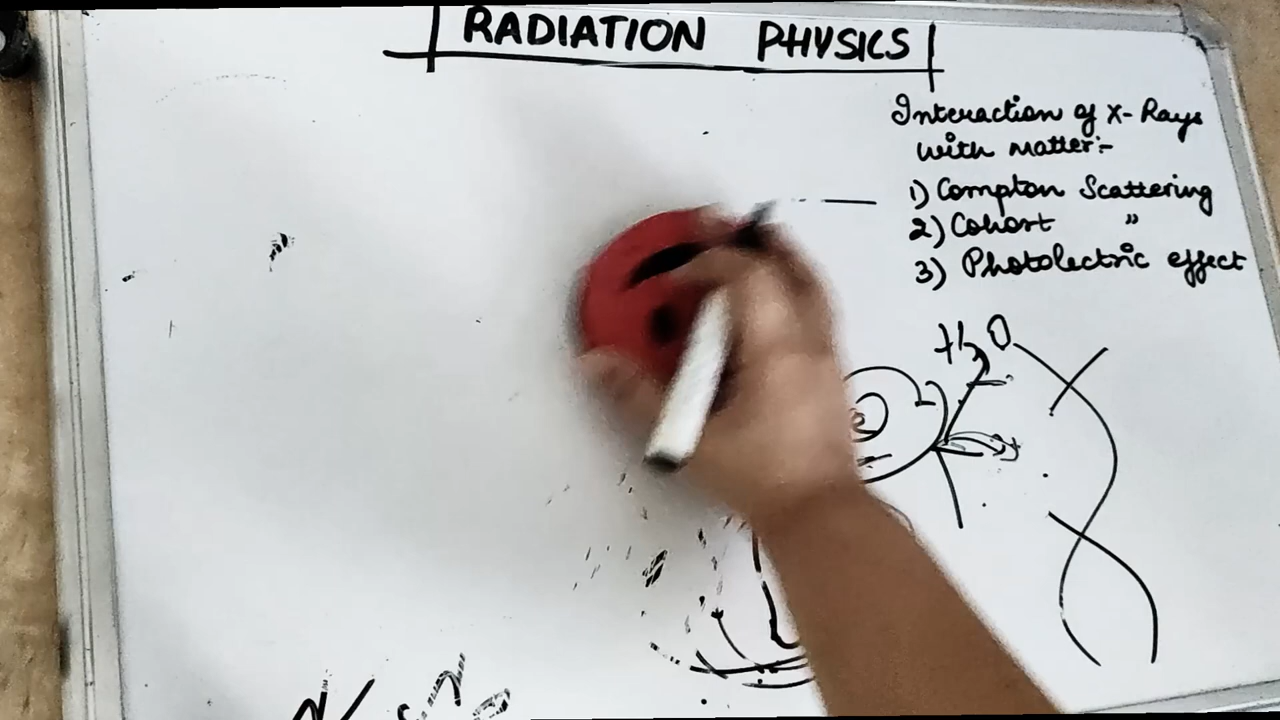 RADIATION PHYSICS
Interaction of X-Rays
with matter:-
1) Compton Scattering
2) Cohort "
3) Photolectric effect
H2O